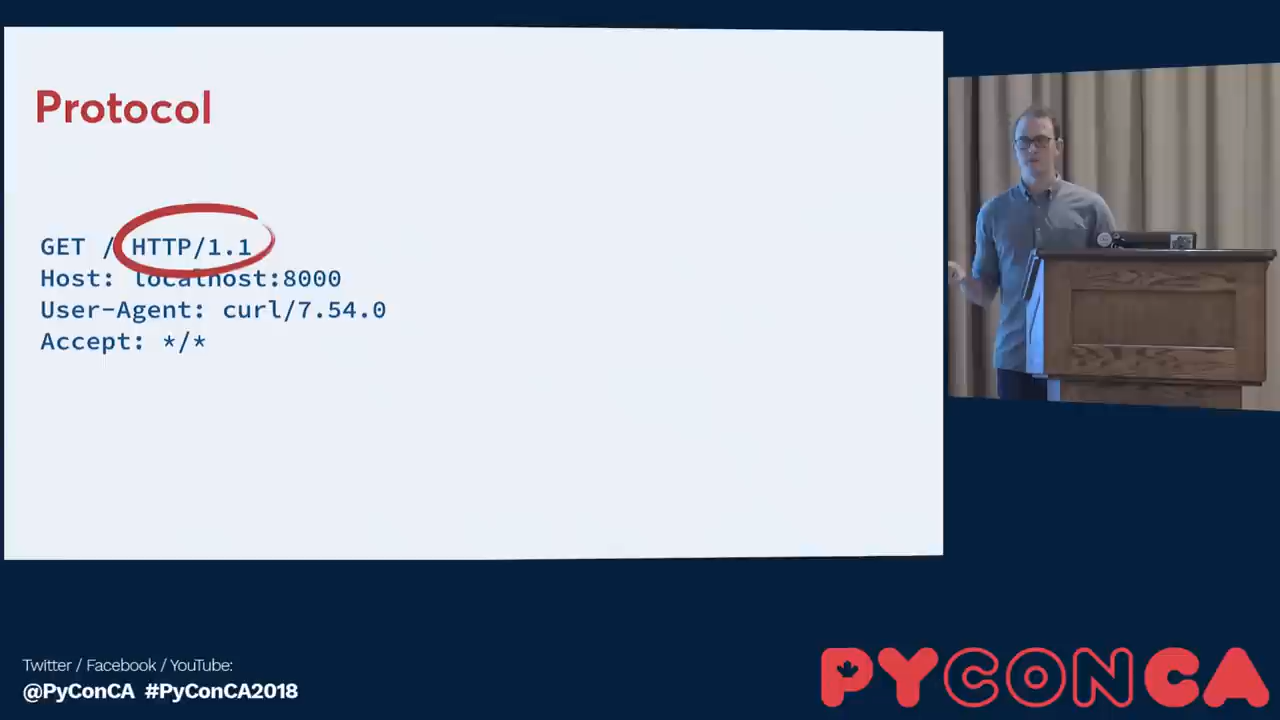 Protocol
GET / HTTP/1.1
Host: localhost:8000
User-Agent: curl/7.54.0
Accept: */*
Twitter / Facebook / YouTube:
@PyConCA #PyConCA2018
PYCONCA